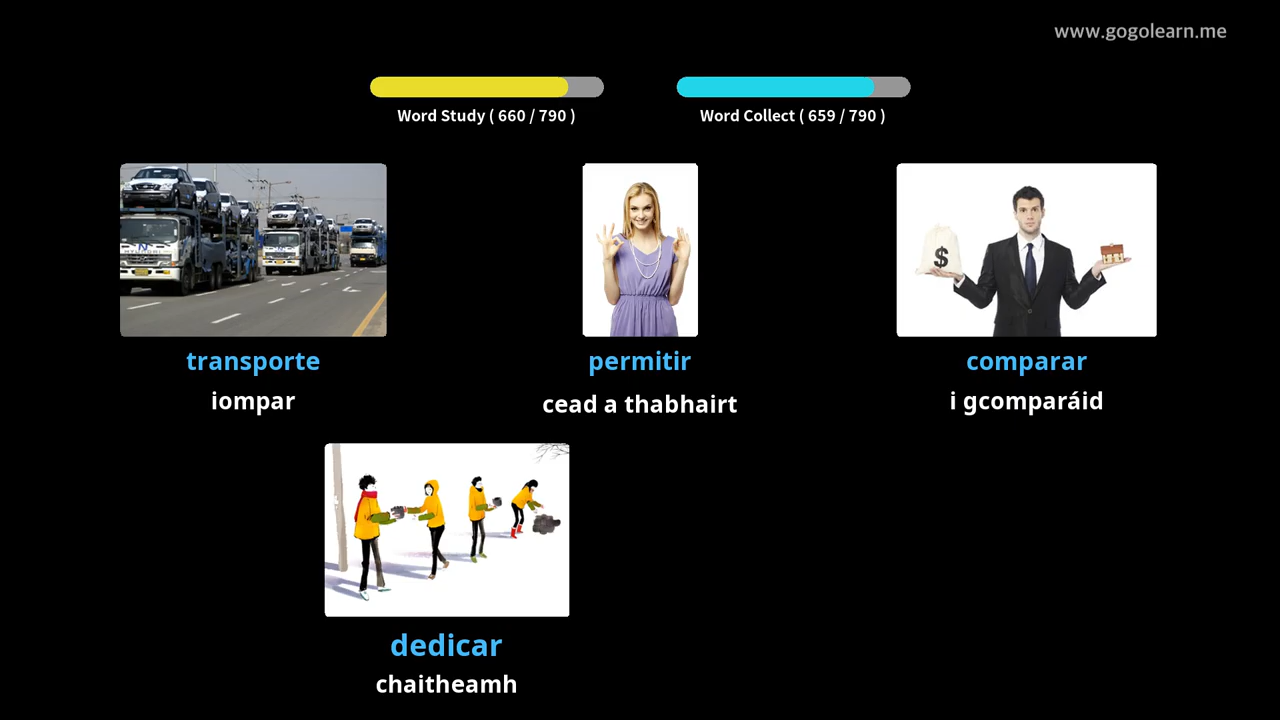 www.gogolearn.me
Word Study ( 660 / 790 )
Word Collect ( 659 / 790 )
transporte
iompar
permitir
cead a thabhairt
comparar
i gcomparáid
dedicar
chaitheamh